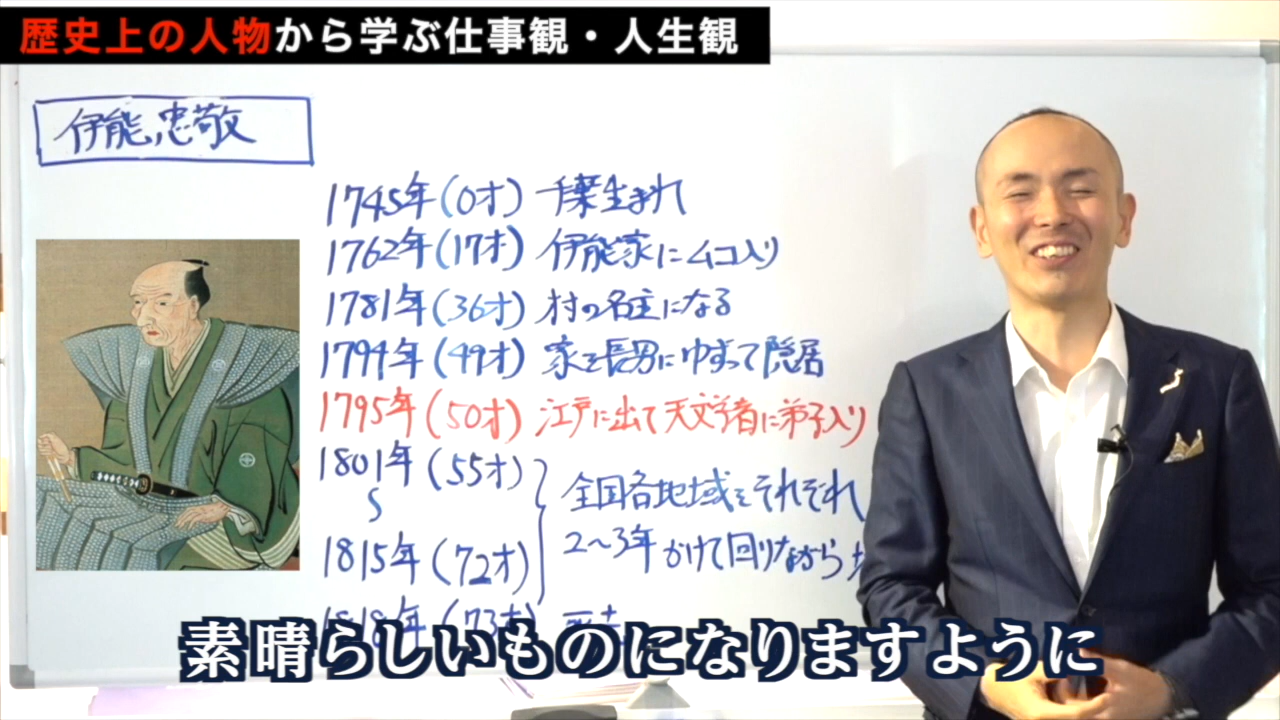 歴史上の人物から学ぶ仕事観・人生観
伊能忠敬
1745年(0才) 千葉生まれ
1762年(17才) 伊能家にムコ入り
1781年(36才) 村の名主になる
1794年(49才) 家を長男にゆずって隠居
1795年(50才) 江戸に出て天文学者に弟子入り
1801年(55才)
〜
1815年(72才)
全国各地域をそれぞれ
2〜3年かけて回りながら
1818年(73才)
素晴らしいものになりますように